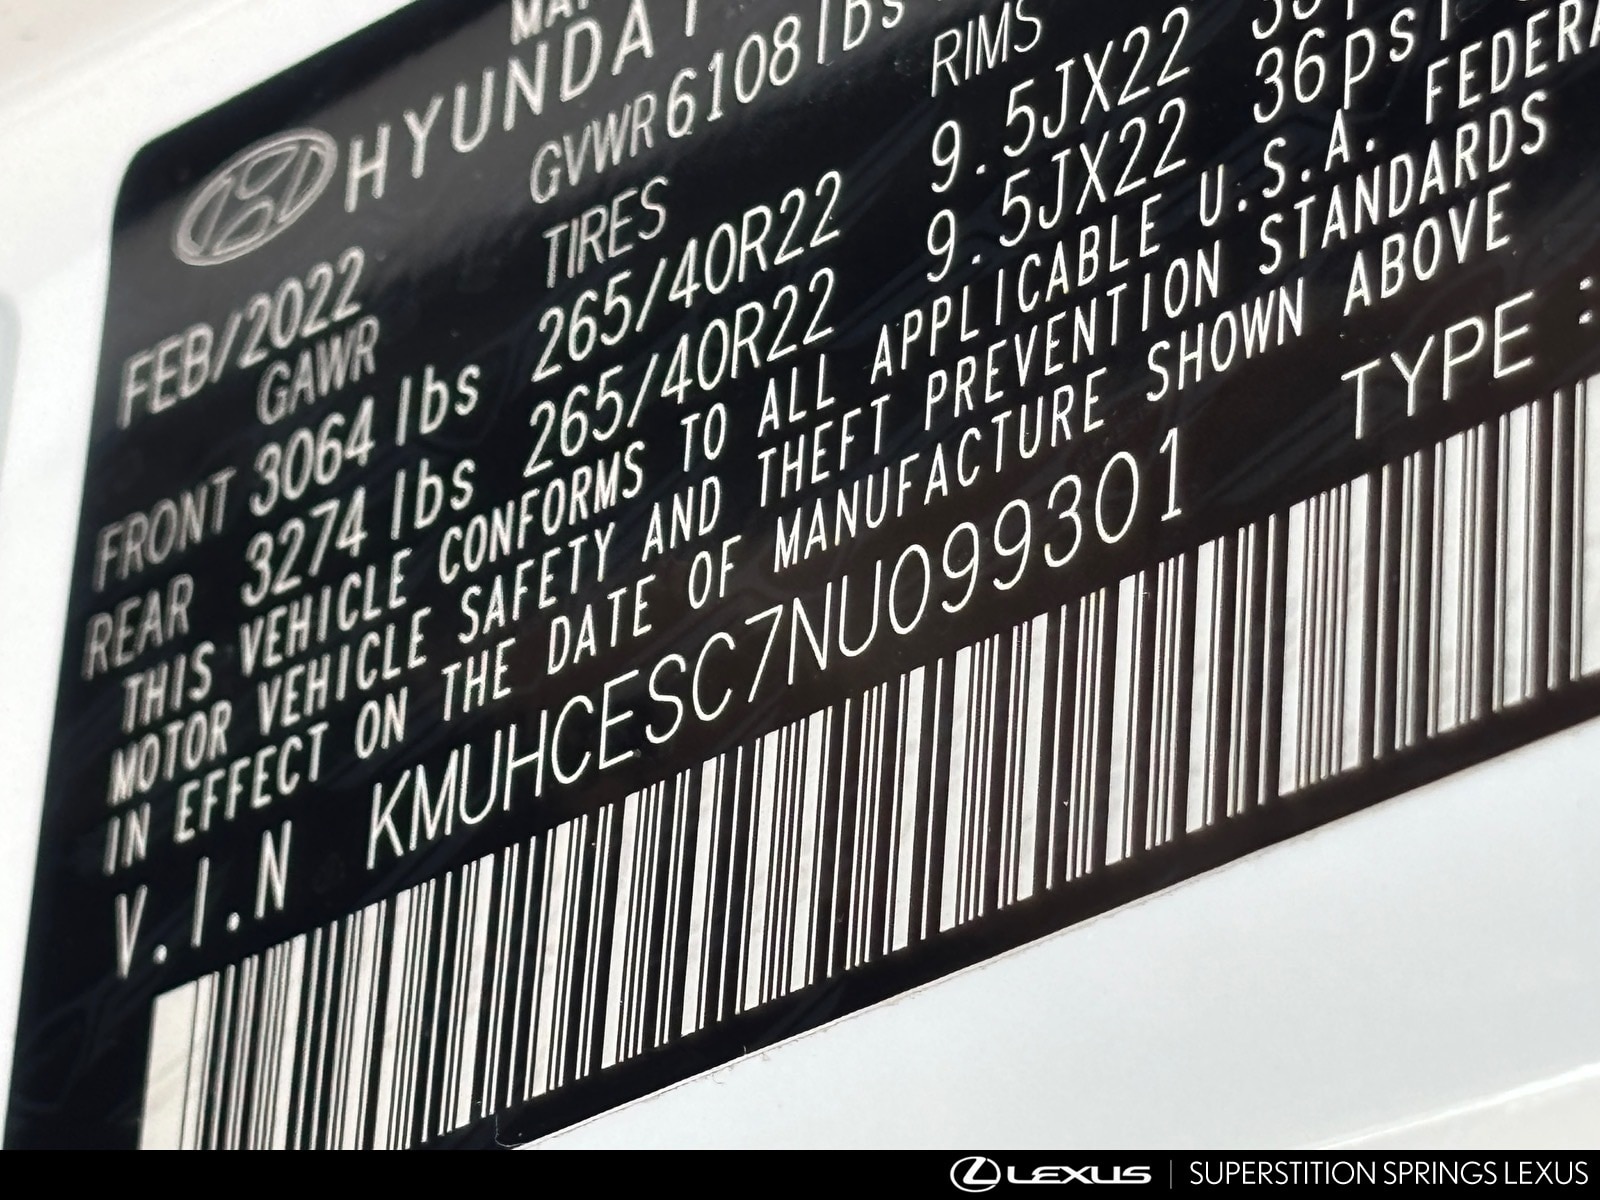 HYUNDAI
FEB/2022 GVWR 6108 lbs
GAWR TIRES RIMS
FRONT 3064 lbs 265/40R22 9.5JX22
REAR 3274 lbs 265/40R22 9.5JX22 36psi
THIS VEHICLE CONFORMS TO ALL APPLICABLE U.S.A. FEDERA
MOTOR VEHICLE SAFETY AND THEFT PREVENTION STANDARDS
IN EFFECT ON THE DATE OF MANUFACTURE SHOWN ABOVE
V.I.N KMUHCESC7NU099301 TYPE :
LEXUS | SUPERSTITION SPRINGS LEXUS